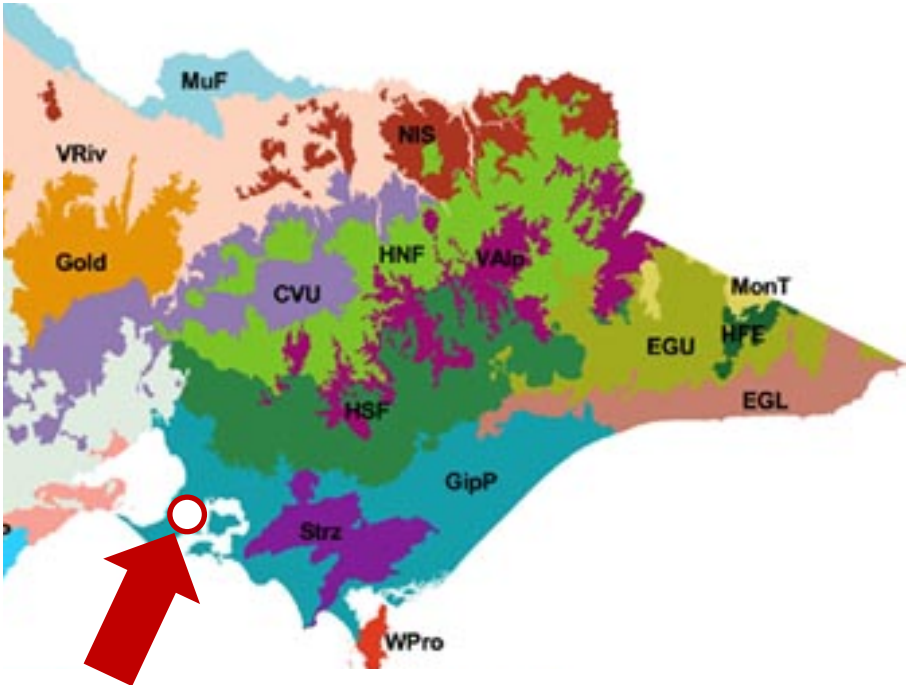 MuF
NIS
VRiv
Gold
HNF
VAlp
CVU
MonT
HFE
EGU
EGL
HSF
GipP
Strz
WPro